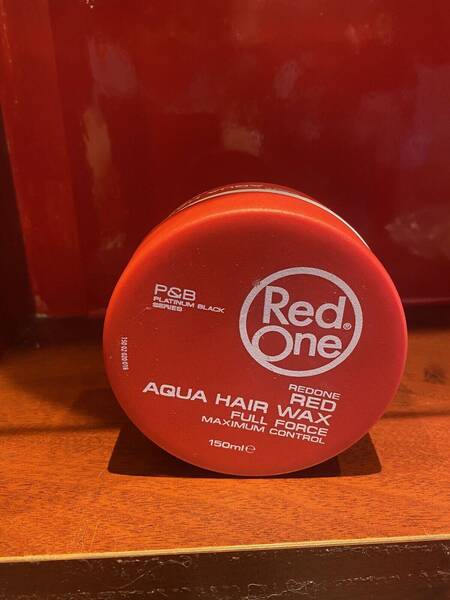 P&B
PLATINUM BLACK
SERIES
Red
One®
REDONE
RED
AQUA HAIR WAX
FULL FORCE
MAXIMUM CONTROL
150ml℮